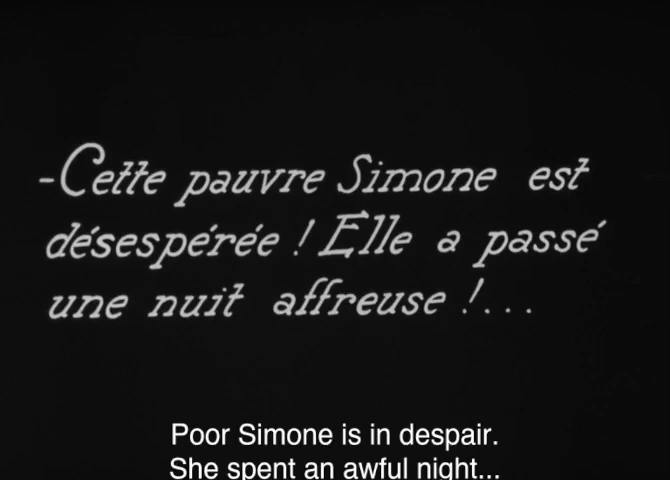 -Cette pauvre Simone est
désespérée ! Elle a passé
une nuit affreuse !...
Poor Simone is in despair.
She spent an awful night...